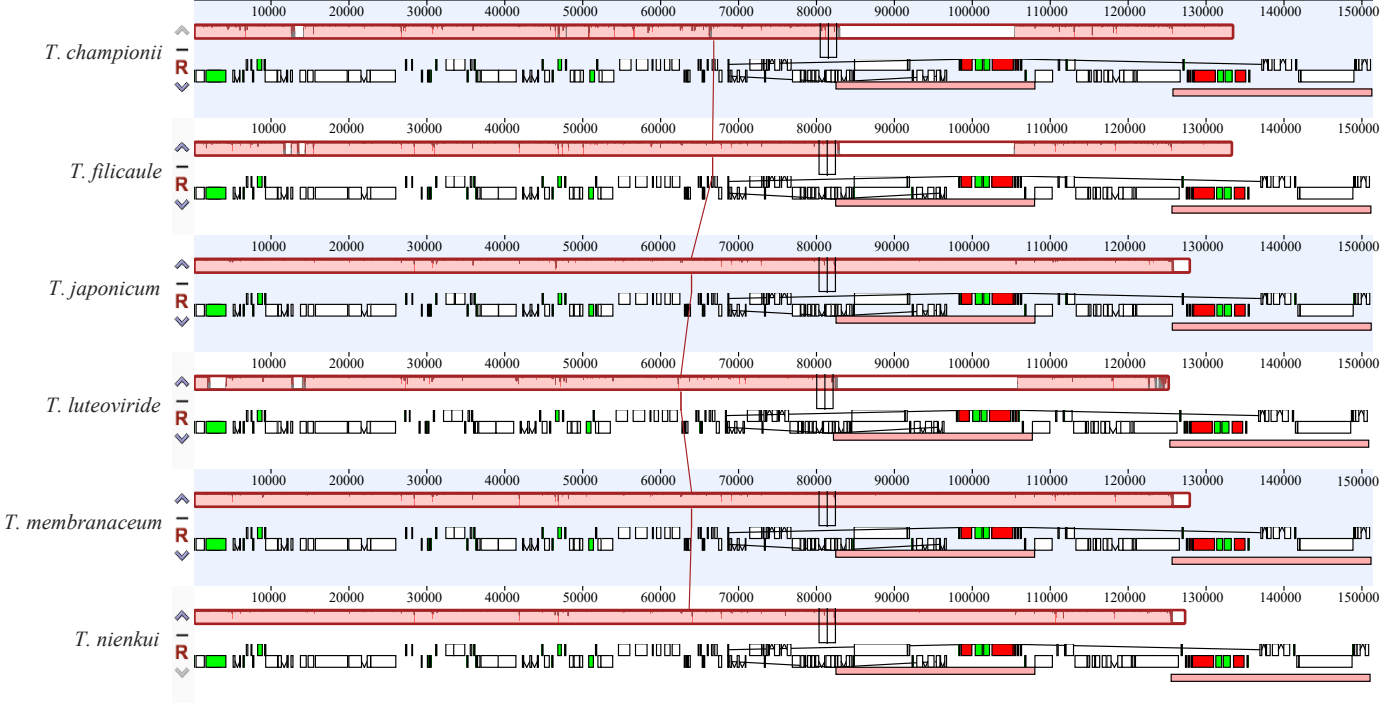 10000 20000 30000 40000 50000 60000 70000 80000 90000 100000 110000 120000 130000 140000 150000
T. championii
R
10000 20000 30000 40000 50000 60000 70000 80000 90000 100000 110000 120000 130000 140000 150000
T. filicaule
R
10000 20000 30000 40000 50000 60000 70000 80000 90000 100000 110000 120000 130000 140000 150000
T. japonicum
R
10000 20000 30000 40000 50000 60000 70000 80000 90000 100000 110000 120000 130000 140000 150000
T. luteoviride
R
10000 20000 30000 40000 50000 60000 70000 80000 90000 100000 110000 120000 130000 140000 150000
T. membranaceum
R
10000 20000 30000 40000 50000 60000 70000 80000 90000 100000 110000 120000 130000 140000 150000
T. nienkui
R